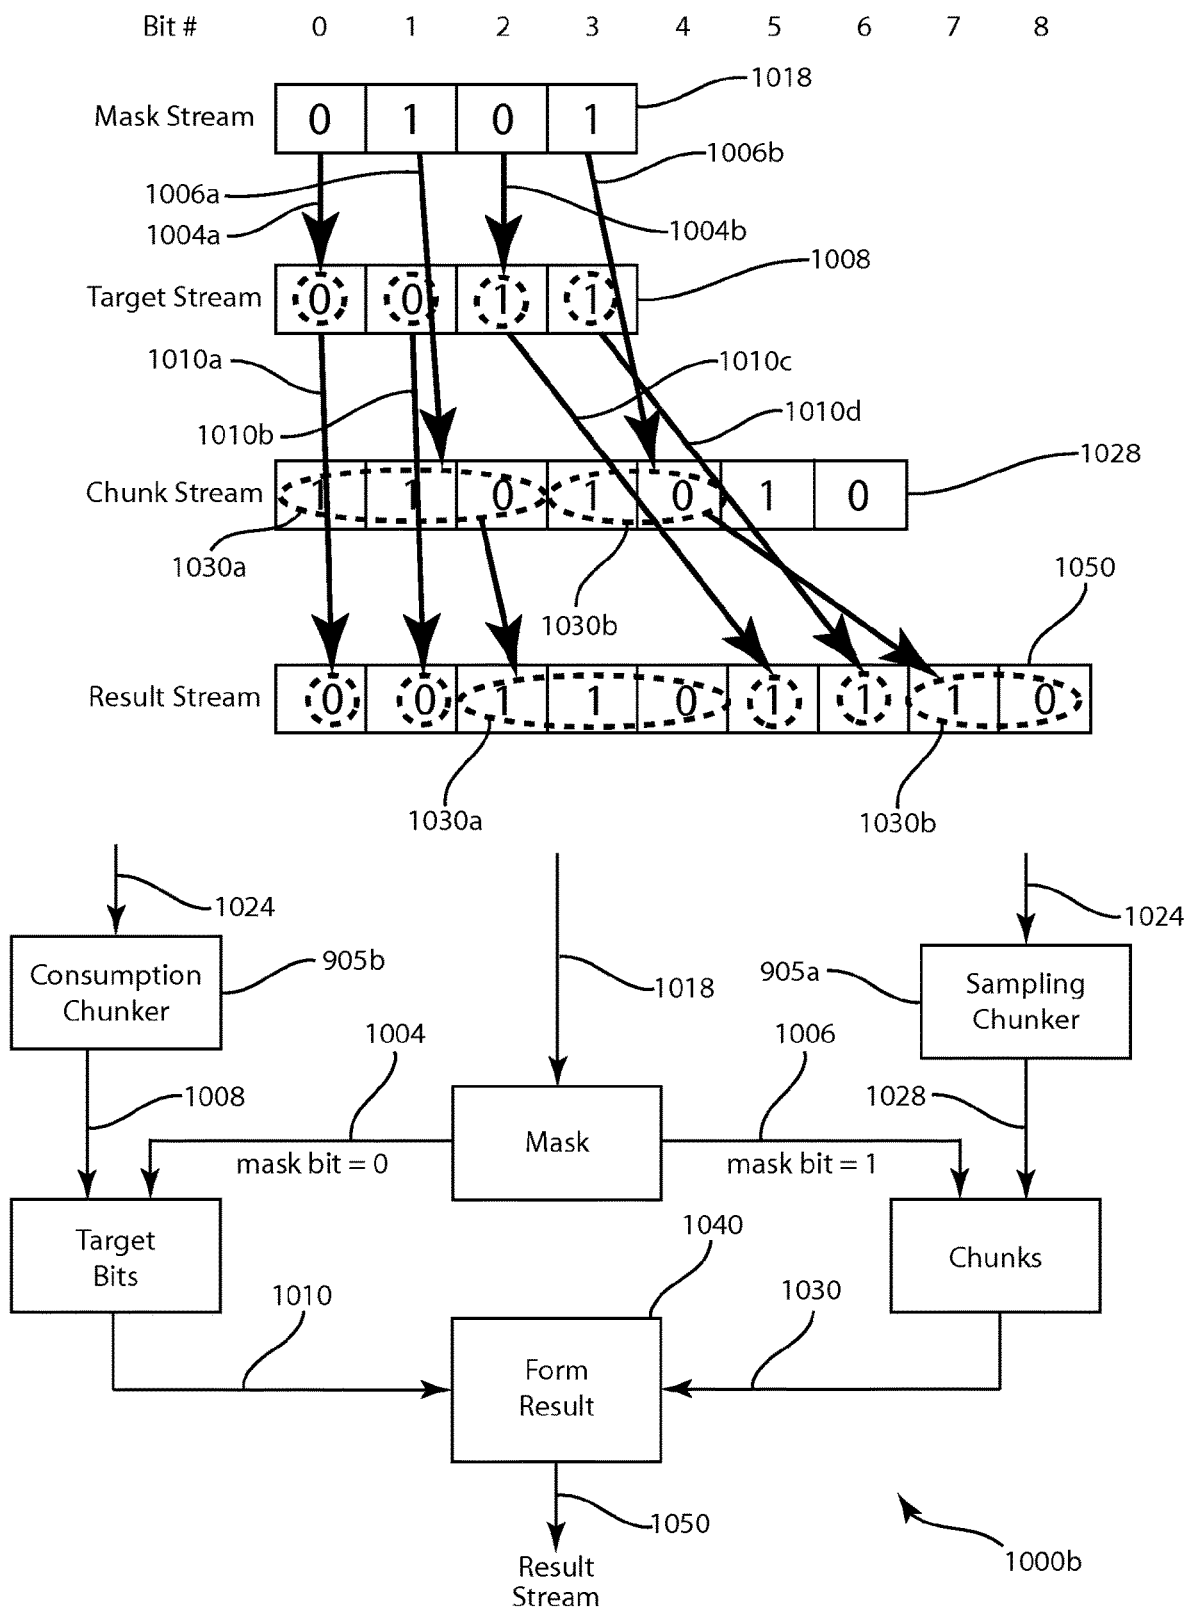 Bit # 0 1 2 3 4 5 6 7 8
1018
Mask Stream 0 1 0 1
1006b
1006a
1004a 1004b
1008
Target Stream 0 0 1 1
1010a 1010c
1010d
1010b
1028
Chunk Stream 1 1 0 1 0 1 0
1030a 1050
1030b
Result Stream 0 0 1 1 0 1 1 1 0
1030a 1030b
1024 1024
905b 905a
Consumption
Chunker
1018
Sampling
Chunker
1004 1006
1008 1028
Mask
mask bit = 0 mask bit = 1
Target
Bits
1040
Chunks
1010 1030
Form
Result
1050
Result
Stream
1000b